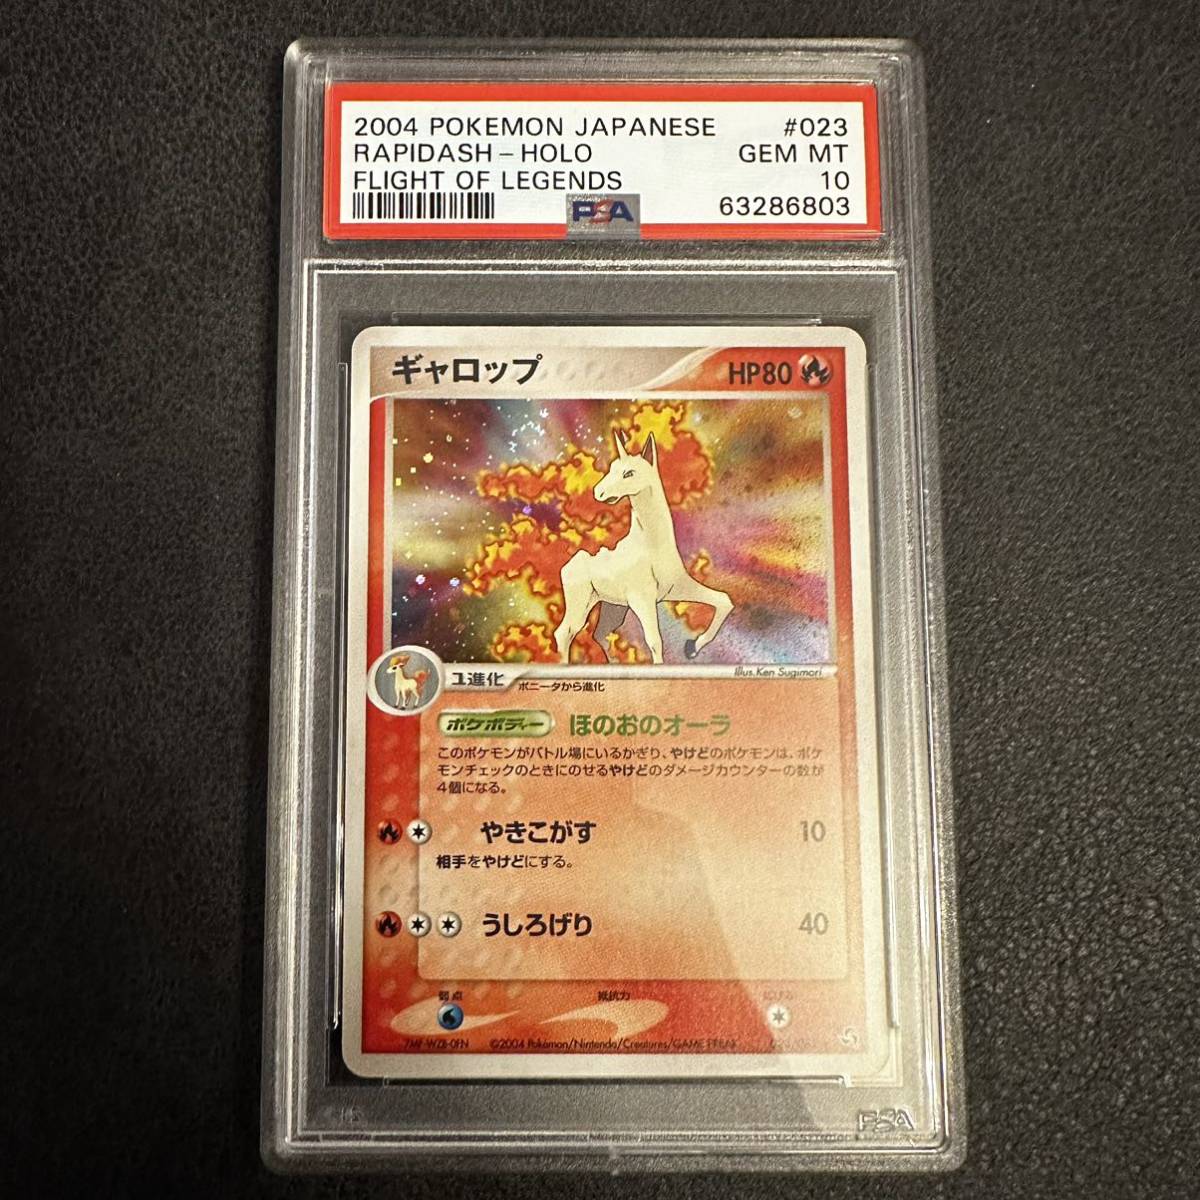 2004 POKEMON JAPANESE #023
RAPIDASH - HOLO GEM MT
FLIGHT OF LEGENDS 10
PSA 63286803
ギャロップ HP80
Illus. Ken Sugimori
1進化 ポニータから進化
ポケボディー ほのおのオーラ
このポケモンがバトル場にいるかぎり、やけどのポケモンは、ポケ
モンチェックのときにのせるやけどのダメージカウンターの数が
4個になる。
やきこがす 10
相手をやけどにする。
うしろげり 40
弱点 抵抗力 にげる
7MF-WZB-0FN ©2004 Pokémon/Nintendo/Creatures/GAME FREAK
PSA